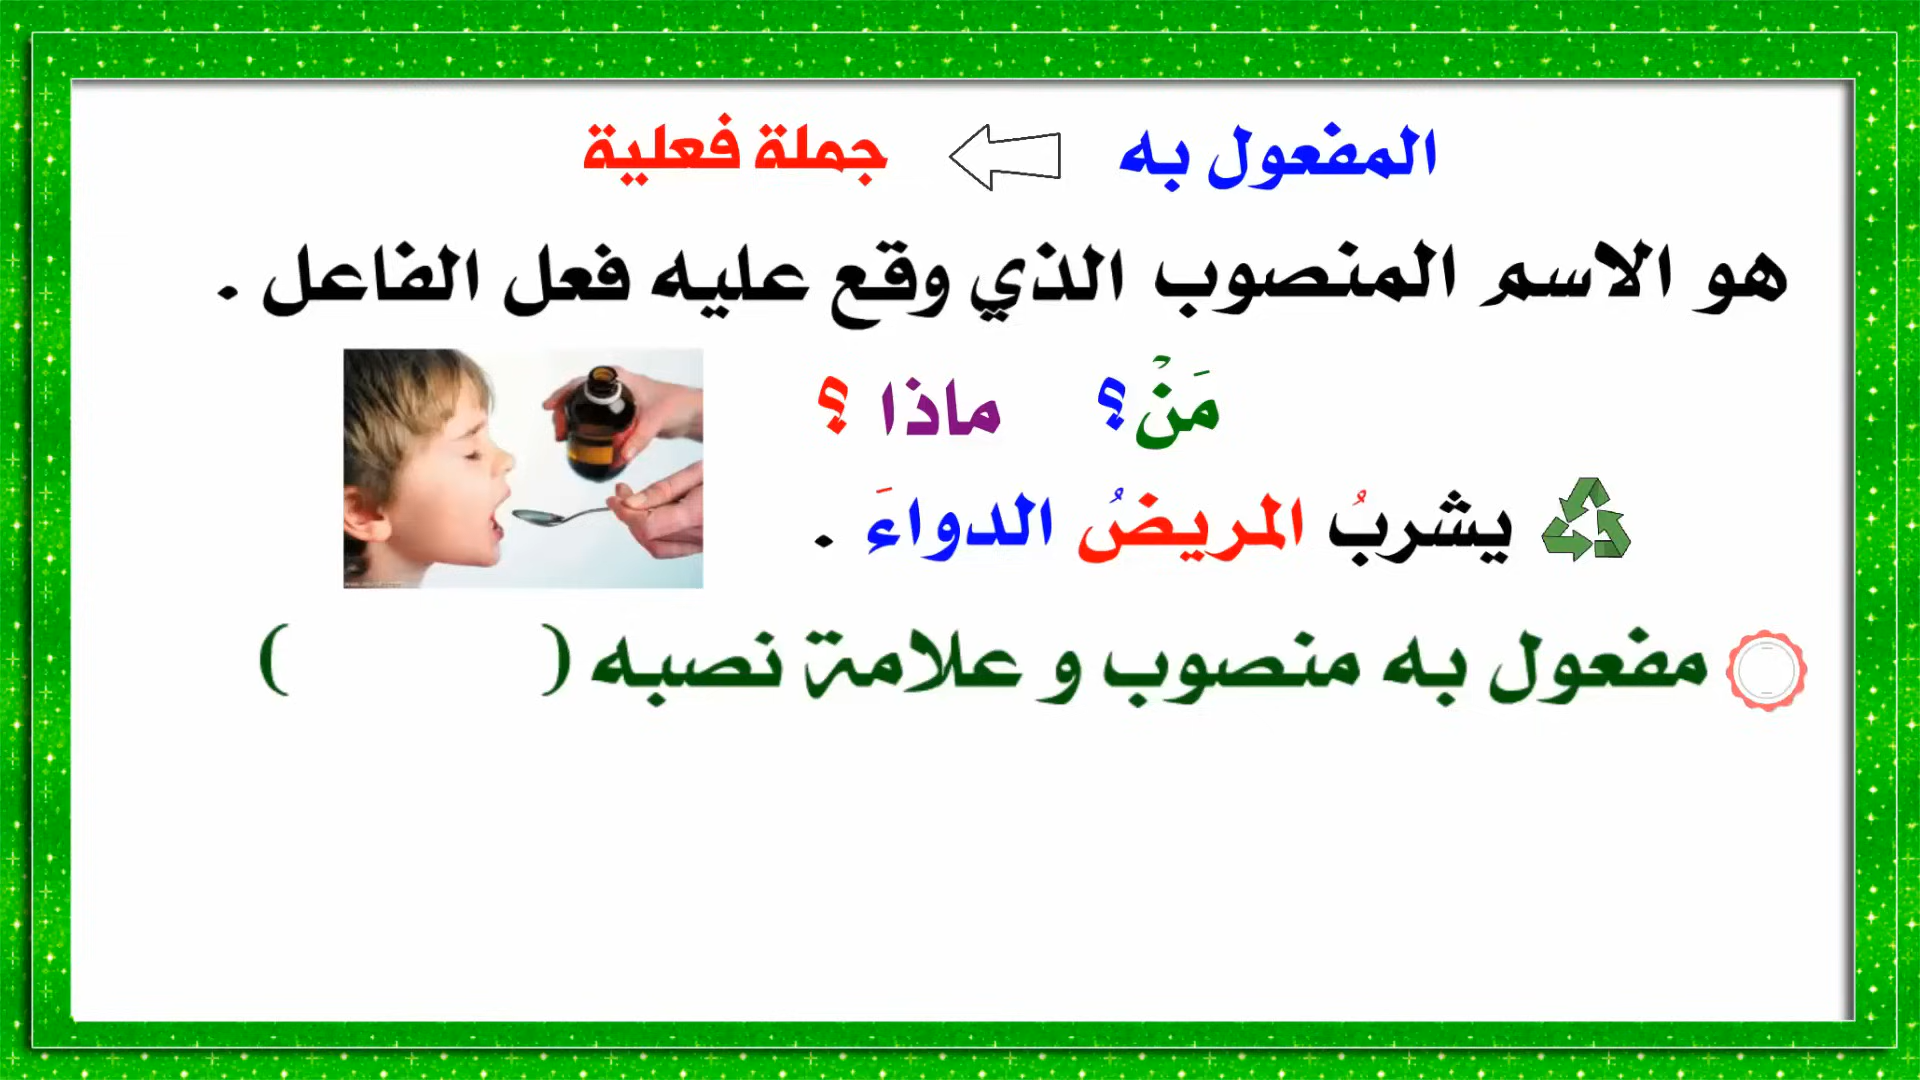 المفعول به جملة فعلية
هو الاسم المنصوب الذي وقع عليه فعل الفاعل .
مَنْ؟ ماذا ؟
يشربُ المريضُ الدواءَ .
مفعول به منصوب و علامة نصبه ( )